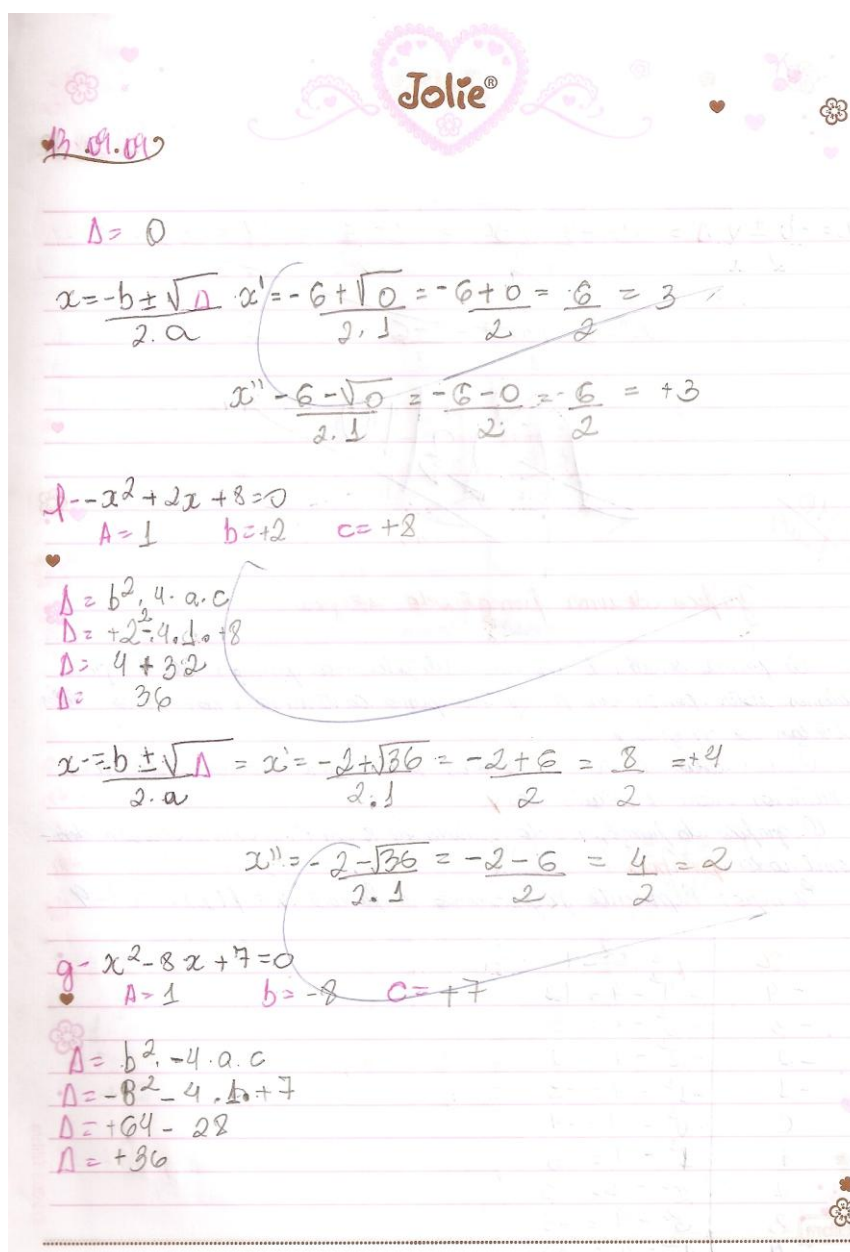 Jolie®
13.09.09
Δ = 0
x = -b ± √Δ / 2.a x' = -6 + √0 / 2.1 = -6 + 0 / 2 = 6 / 2 = 3
x'' - 6 - √0 / 2.1 = -6 - 0 / 2 = -6 / 2 = +3
f - -x² + 2x + 8 = 0
A = 1 b = +2 c = +8
Δ = b², 4. a. c
Δ = +2² - 4. 1. +8
Δ = 4 + 32
Δ = 36
x = -b ± √Δ / 2.a = x' = -2 + √36 / 2.1 = -2 + 6 / 2 = 8 / 2 = +4
x'' = -2 - √36 / 2.1 = -2 - 6 / 2 = 4 / 2 = 2
g - x² - 8x + 7 = 0
A = 1 b = -8 C = +7
Δ = b². -4 . a. c
Δ = -8² - 4 . 1. +7
Δ = +64 - 28
Δ = +36